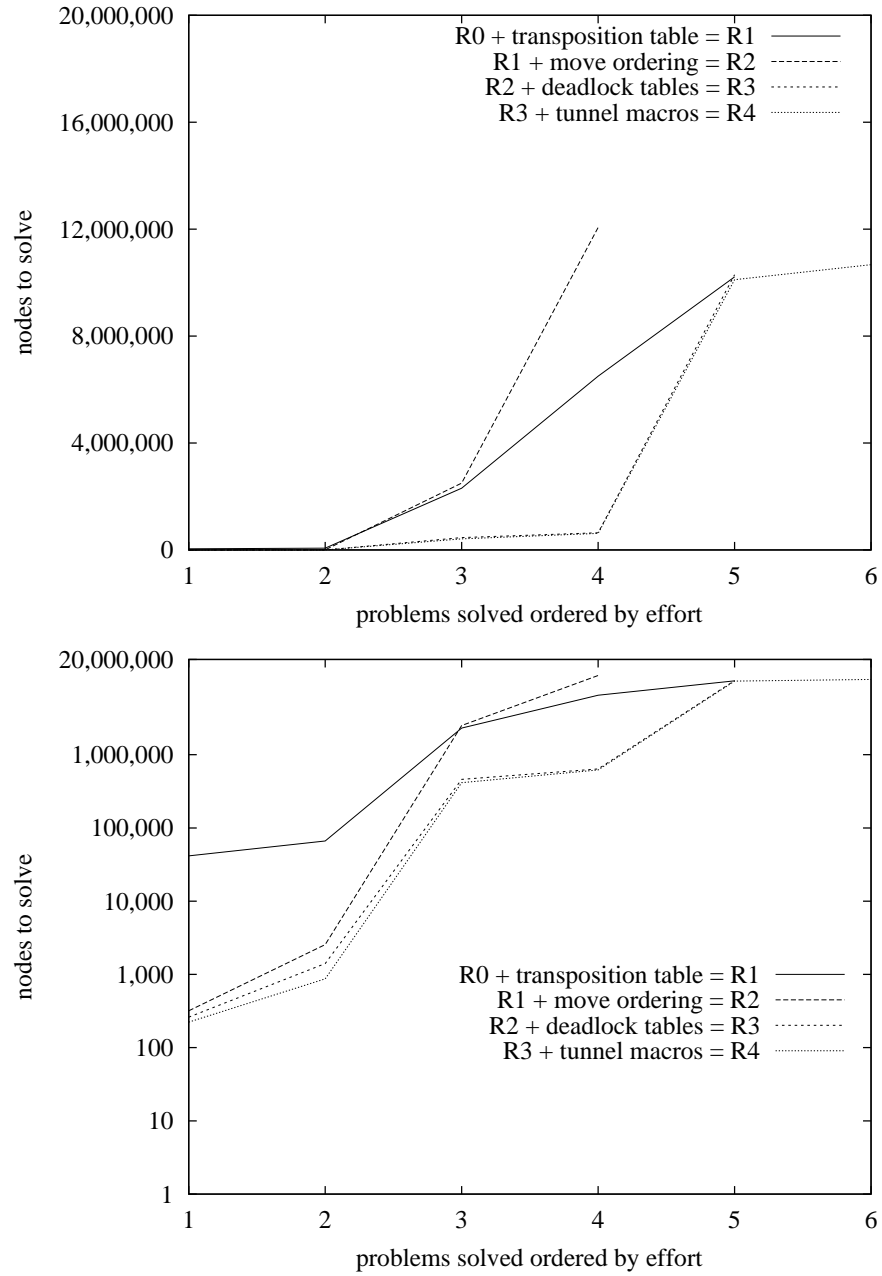 20,000,000
R0 + transposition table = R1
R1 + move ordering = R2
R2 + deadlock tables = R3
R3 + tunnel macros = R4
16,000,000
12,000,000
nodes to solve
8,000,000
4,000,000
0
1 2 3 4 5 6
problems solved ordered by effort
20,000,000
1,000,000
100,000
nodes to solve
10,000
1,000
R0 + transposition table = R1
R1 + move ordering = R2
R2 + deadlock tables = R3
R3 + tunnel macros = R4
100
10
1
1 2 3 4 5 6
problems solved ordered by effort